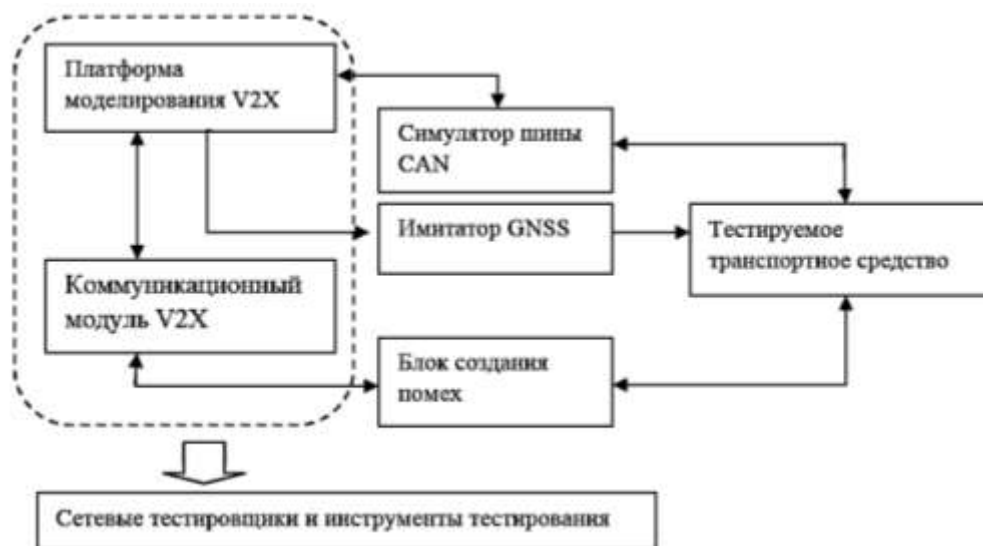 Платформа
моделирования V2X
Симулятор шины
CAN
Имитатор GNSS
Тестируемое
транспортное средство
Коммуникационный
модуль V2X
Блок создания
помех
Сетевые тестировщики и инструменты тестирования